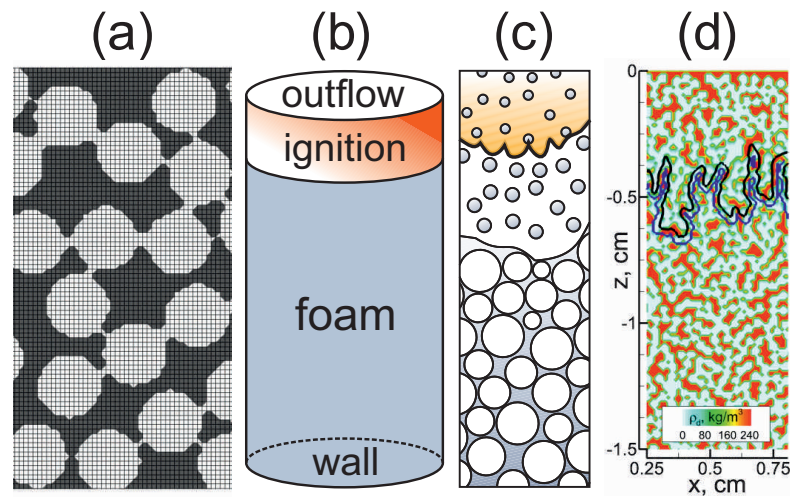 (a)
(b)
(c)
(d)
outflow
ignition
foam
wall
0
-0.5
-1
-1.5
z, cm
ρd, kg/m³
0 80 160 240
0.25 0.5 0.75
x, cm